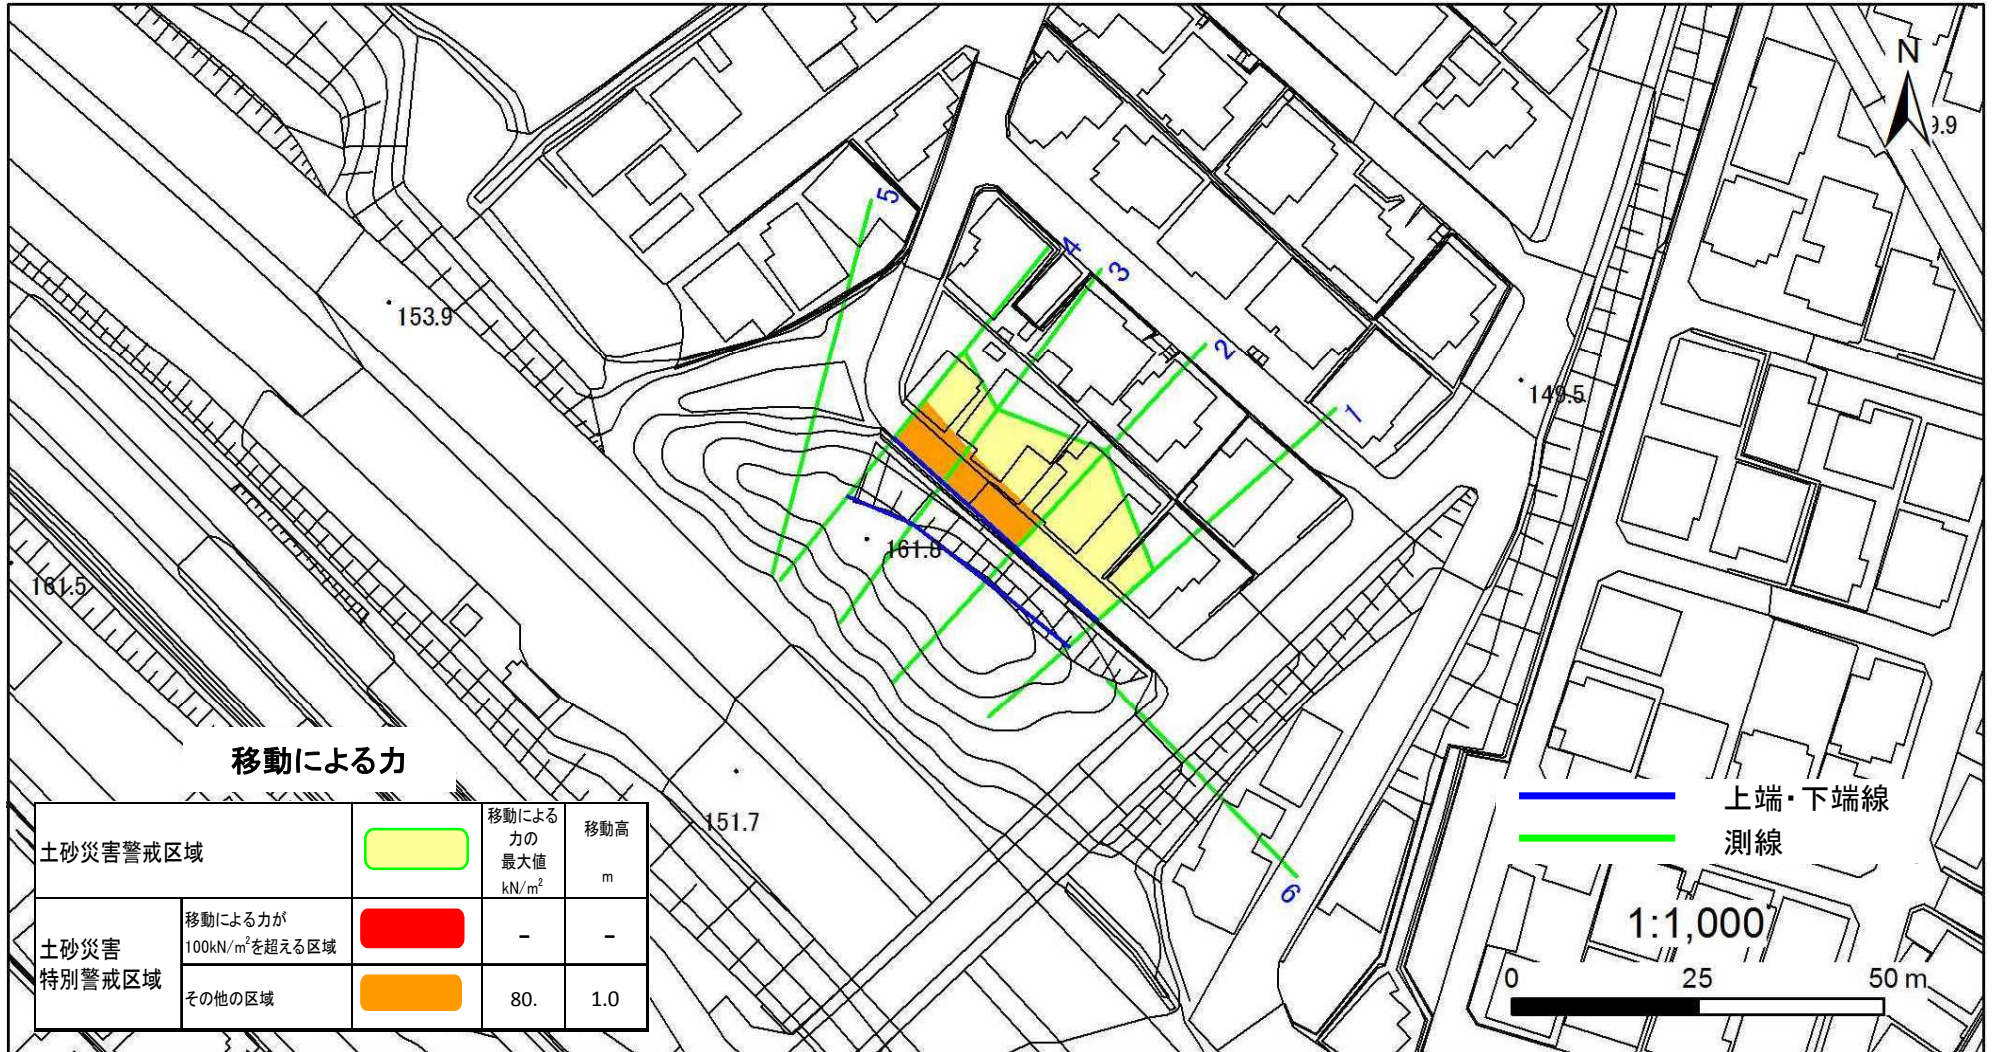 N
9.9
5
4
3
2
1
153.9
149.5
161.8
161.5
151.7
6
移動による力
土砂災害警戒区域
移動による
力の
最大値
kN/m²
移動高
m
土砂災害
特別警戒区域
移動による力が
100kN/m²を超える区域
-
-
その他の区域
80.
1.0
上端・下端線
測線
1:1,000
0 25 50 m